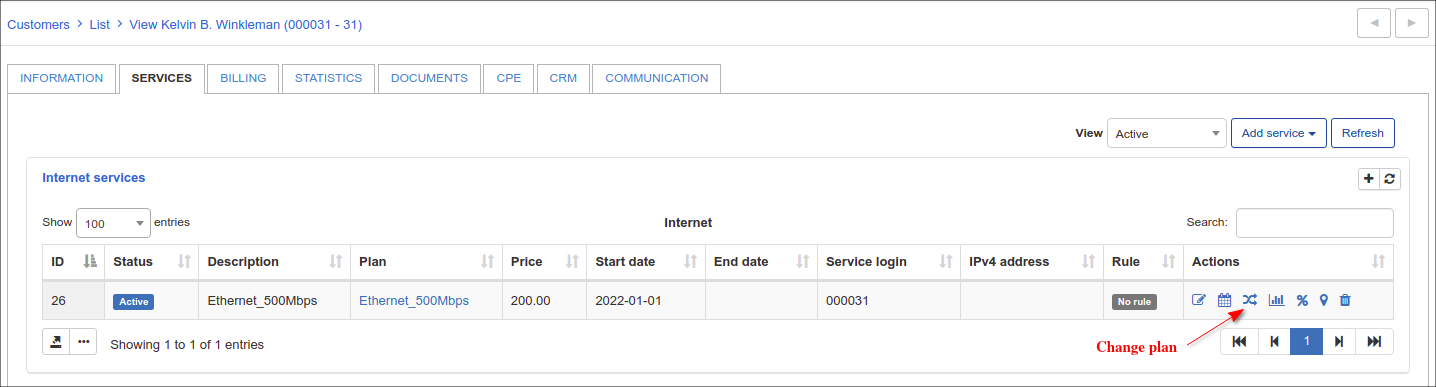 Customers > List > View Kelvin B. Winkleman (000031 - 31)
INFORMATION SERVICES BILLING STATISTICS DOCUMENTS CPE CRM COMMUNICATION
View Active Add service Refresh
Internet services
Show 100 entries Internet Search:
ID Status Description Plan Price Start date End date Service login IPv4 address Rule Actions
26 Active Ethernet_500Mbps Ethernet_500Mbps 200.00 2022-01-01 000031 No rule
Showing 1 to 1 of 1 entries Change plan 1